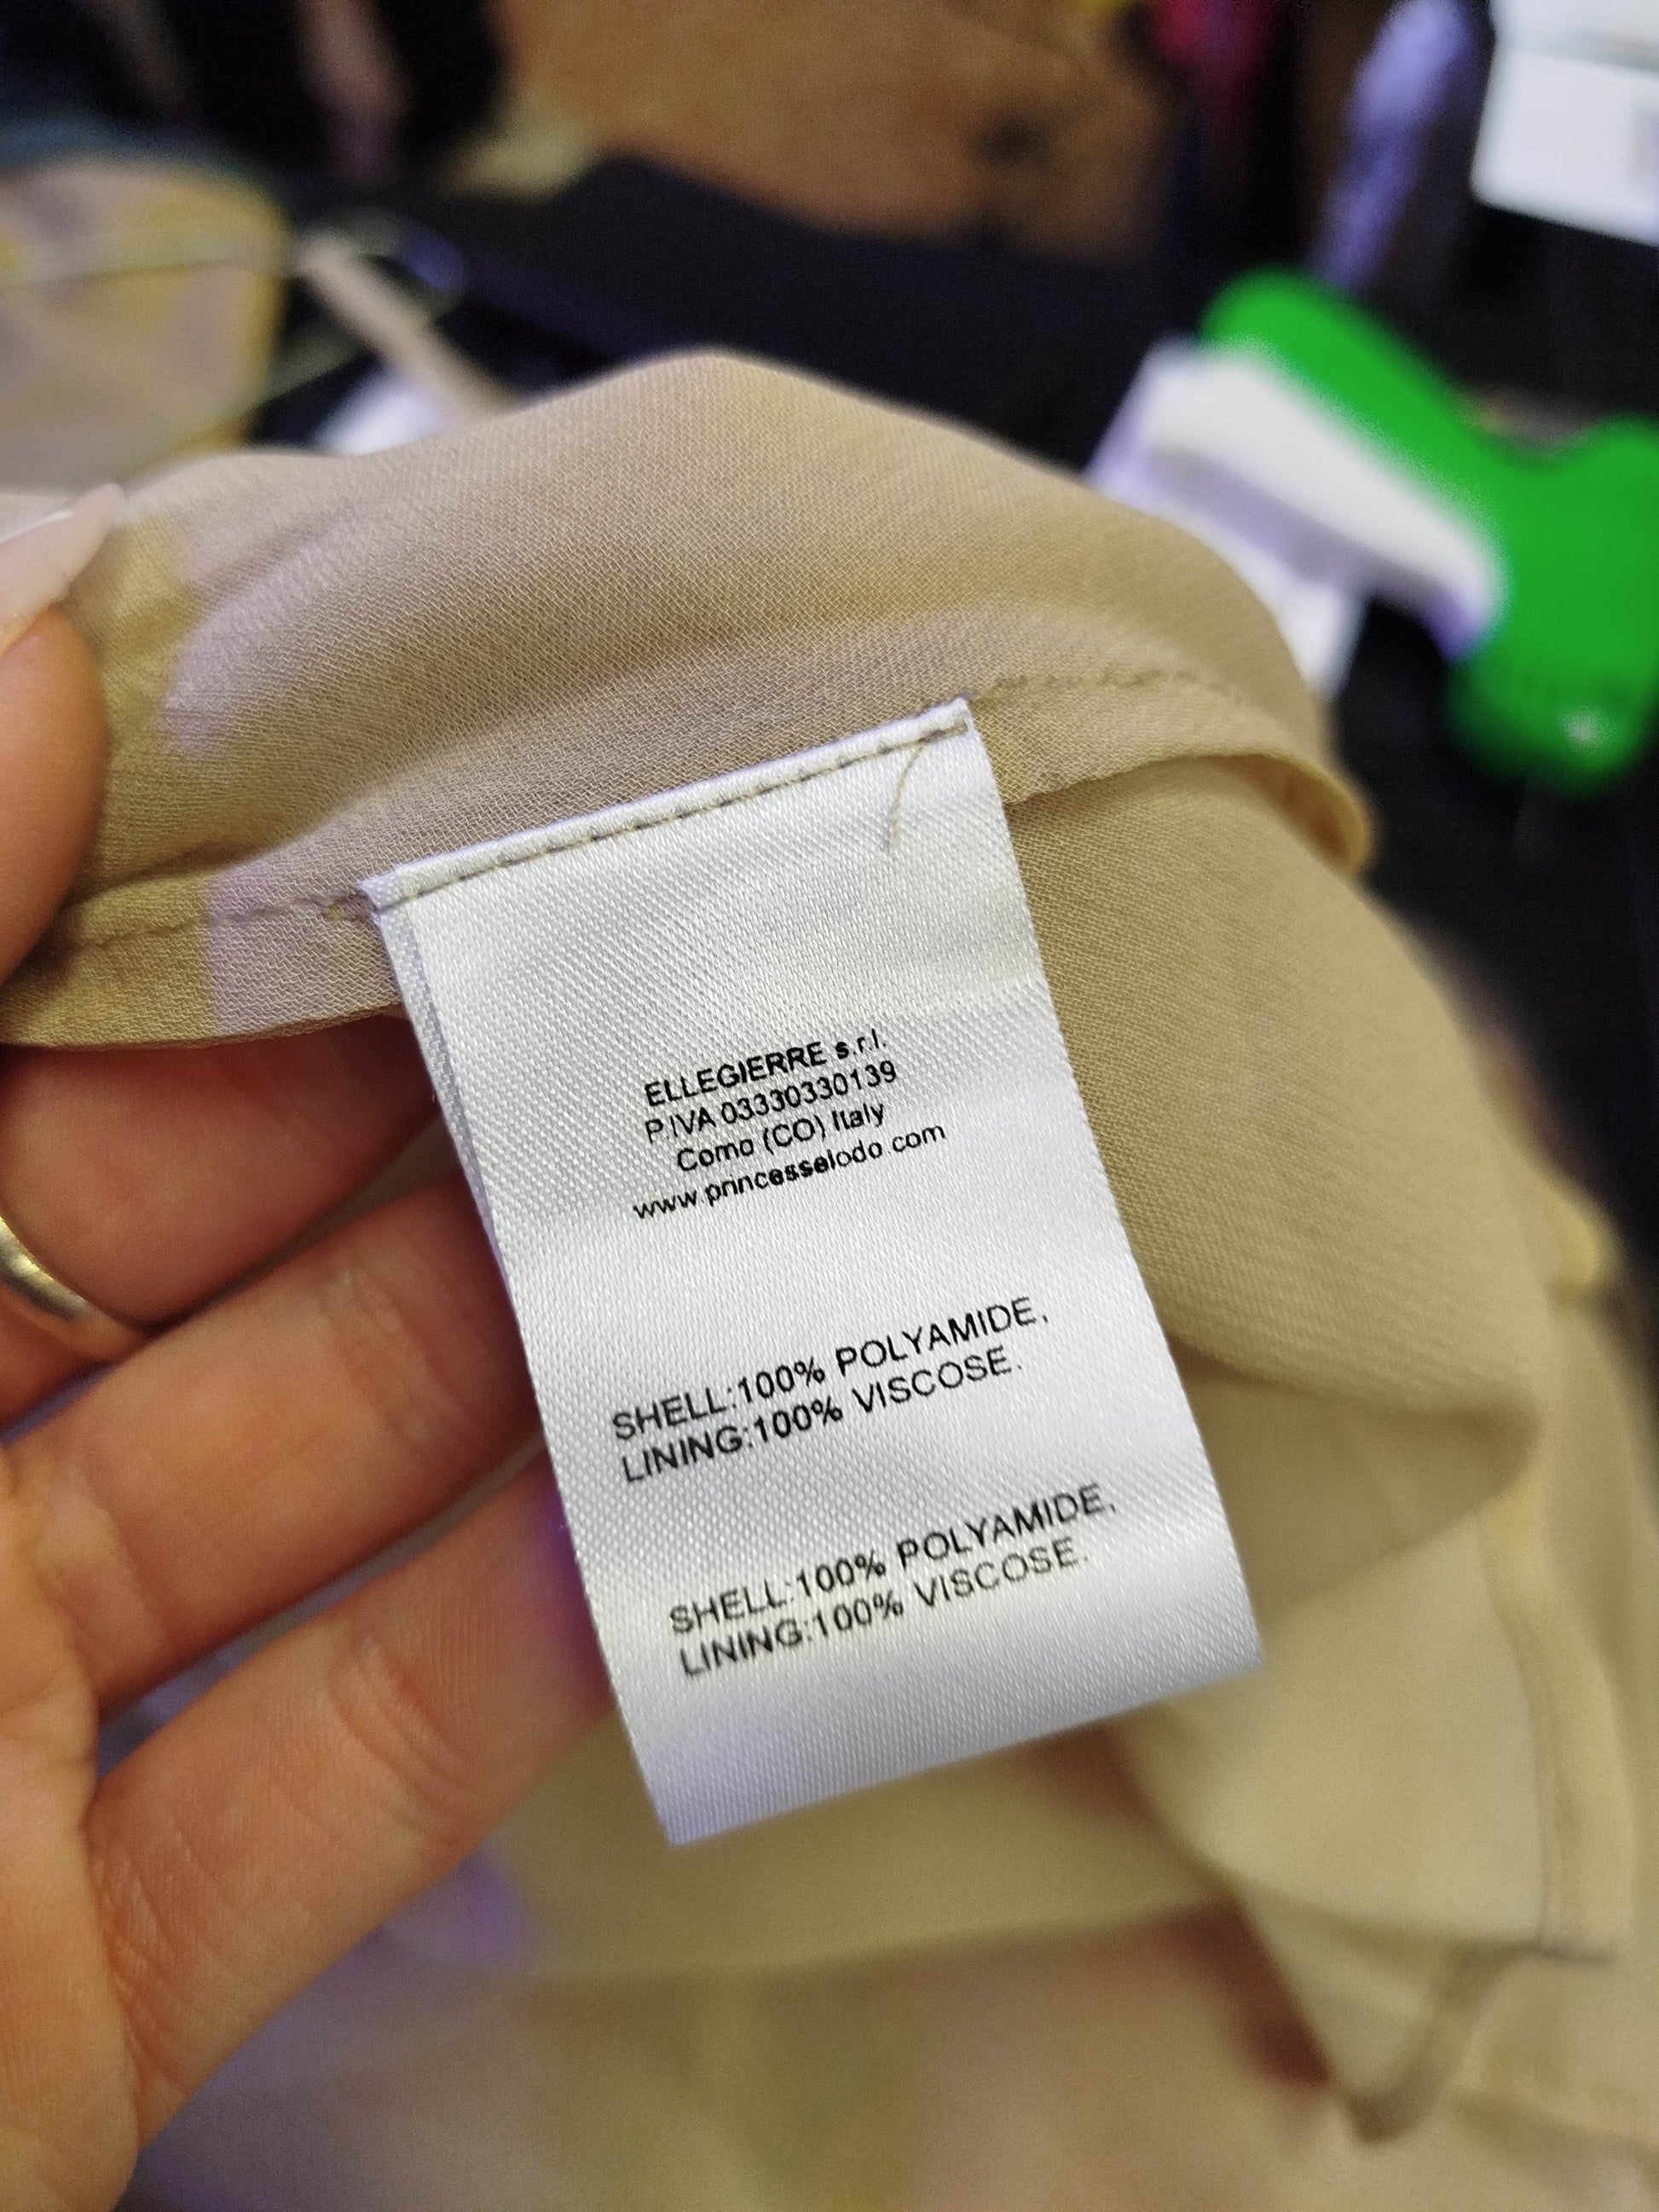 ELLEGIERRE s.r.l.
P.IVA 03330330139
Como (CO) Italy
www.princesselodo.com
SHELL:100% POLYAMIDE,
LINING:100% VISCOSE.
SHELL:100% POLYAMIDE,
LINING:100% VISCOSE.